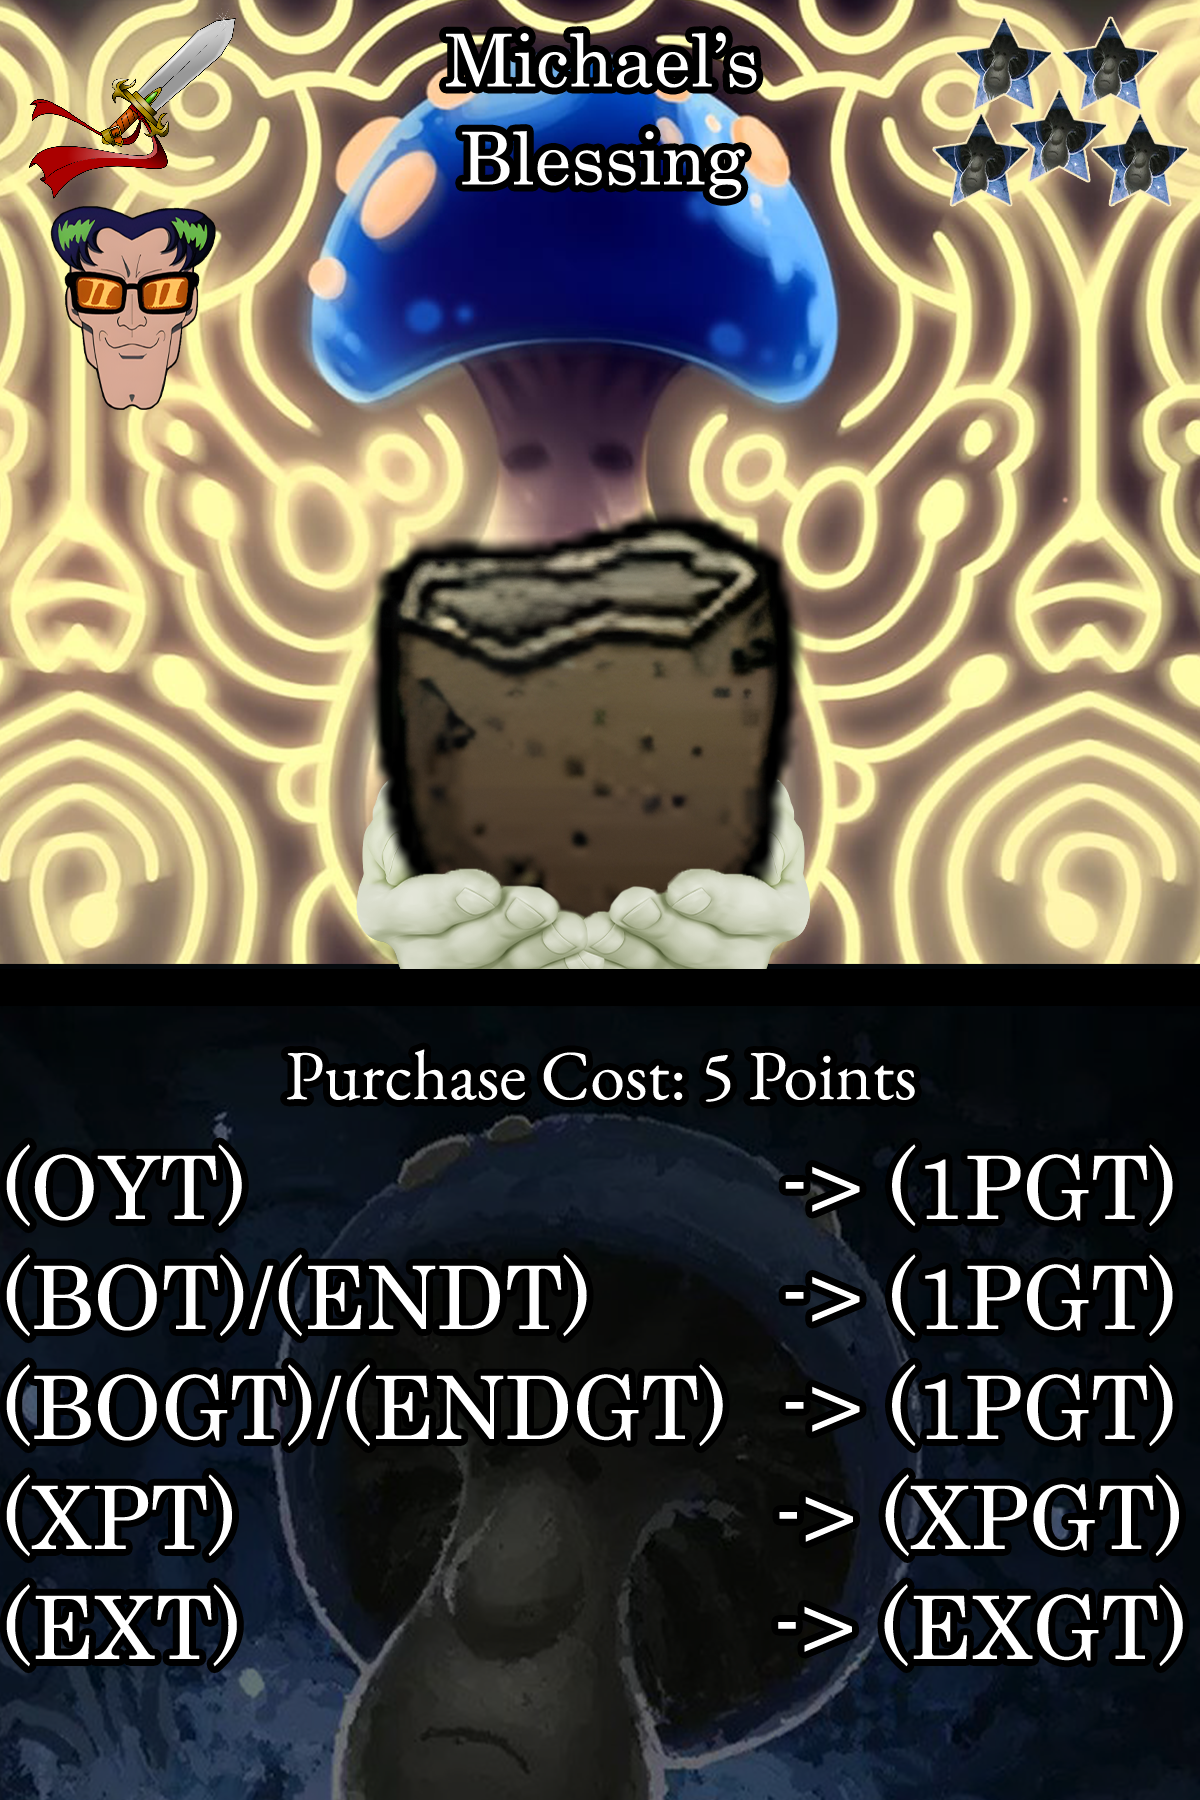 Michael's
Blessing
Purchase Cost: 5 Points
(OYT) -> (1PGT)
(BOT)/(ENDT) -> (1PGT)
(BOGT)/(ENDGT) -> (1PGT)
(XPT) -> (XPGT)
(EXT) -> (EXGT)